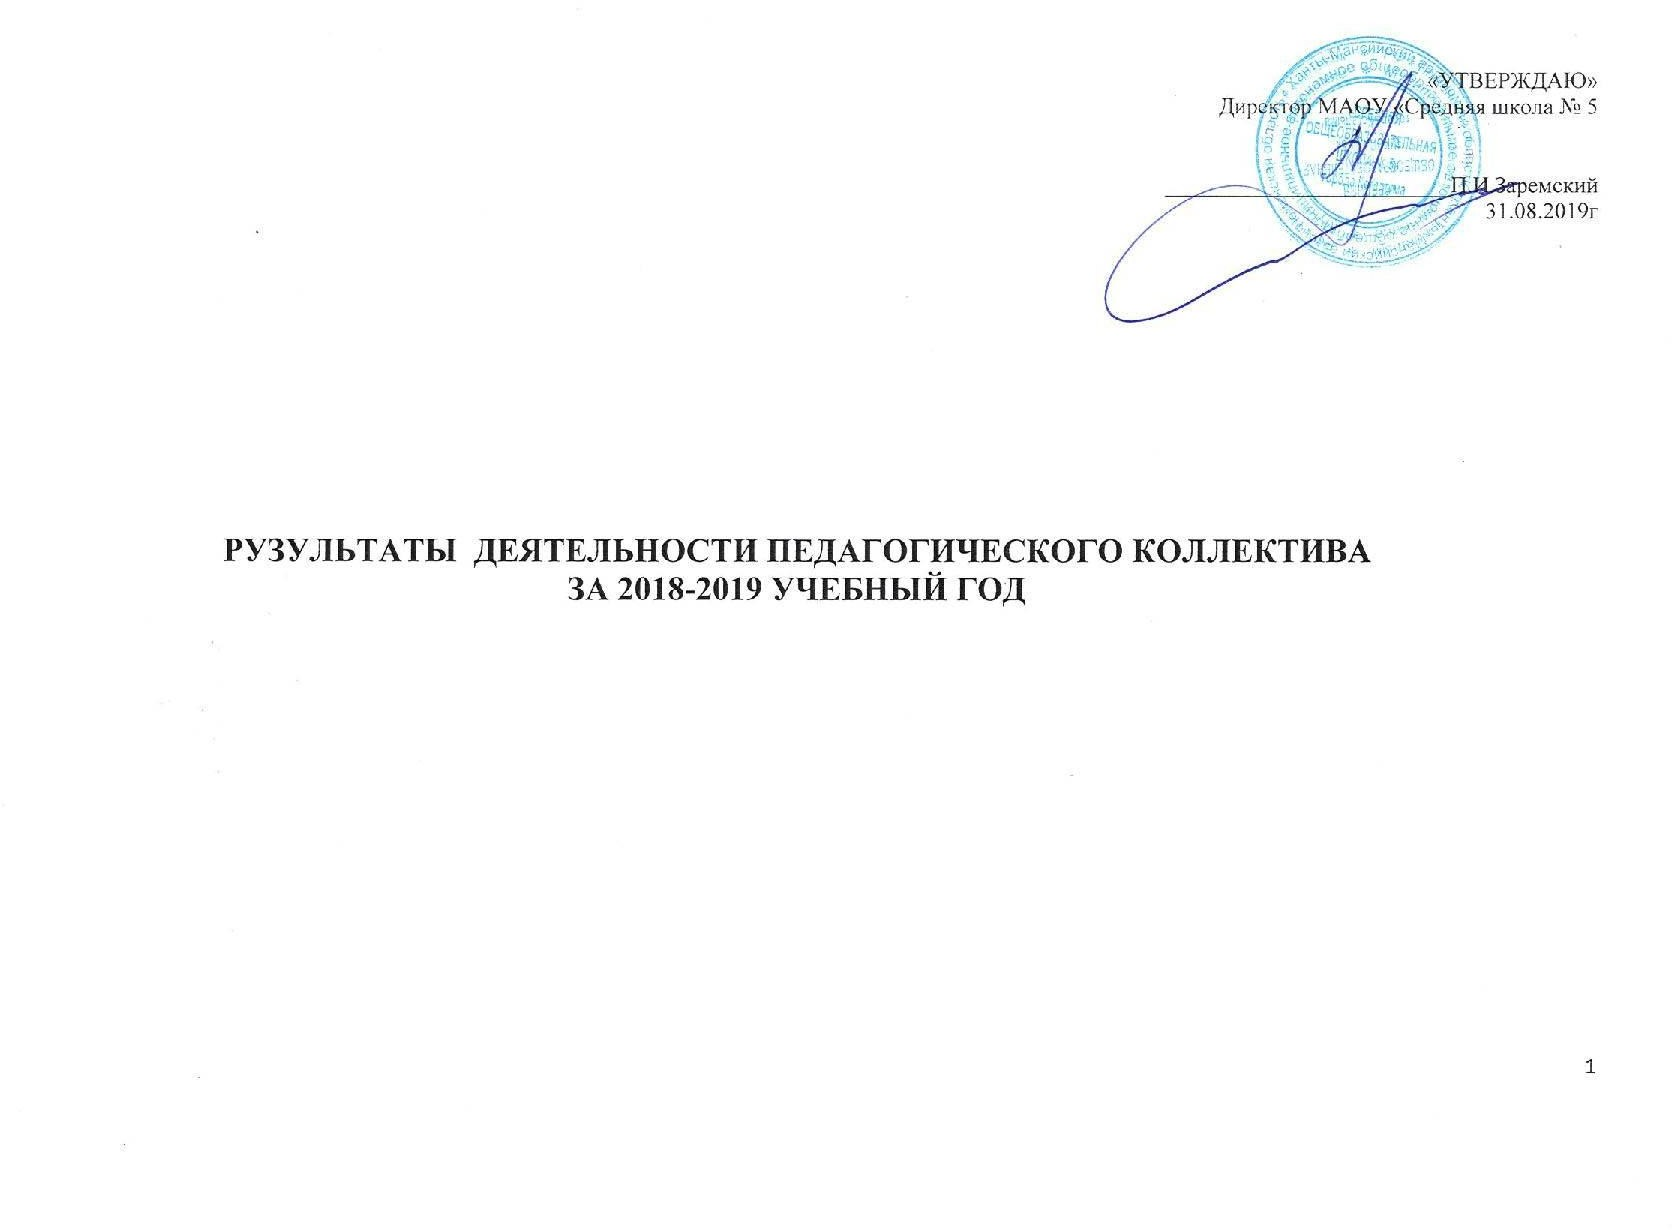 «УТВЕРЖДАЮ»
Директор МАОУ «Средняя школа № 5
П.И Заремский
31.08.2019г
РУЗУЛЬТАТЫ ДЕЯТЕЛЬНОСТИ ПЕДАГОГИЧЕСКОГО КОЛЛЕКТИВА
ЗА 2018-2019 УЧЕБНЫЙ ГОД
1